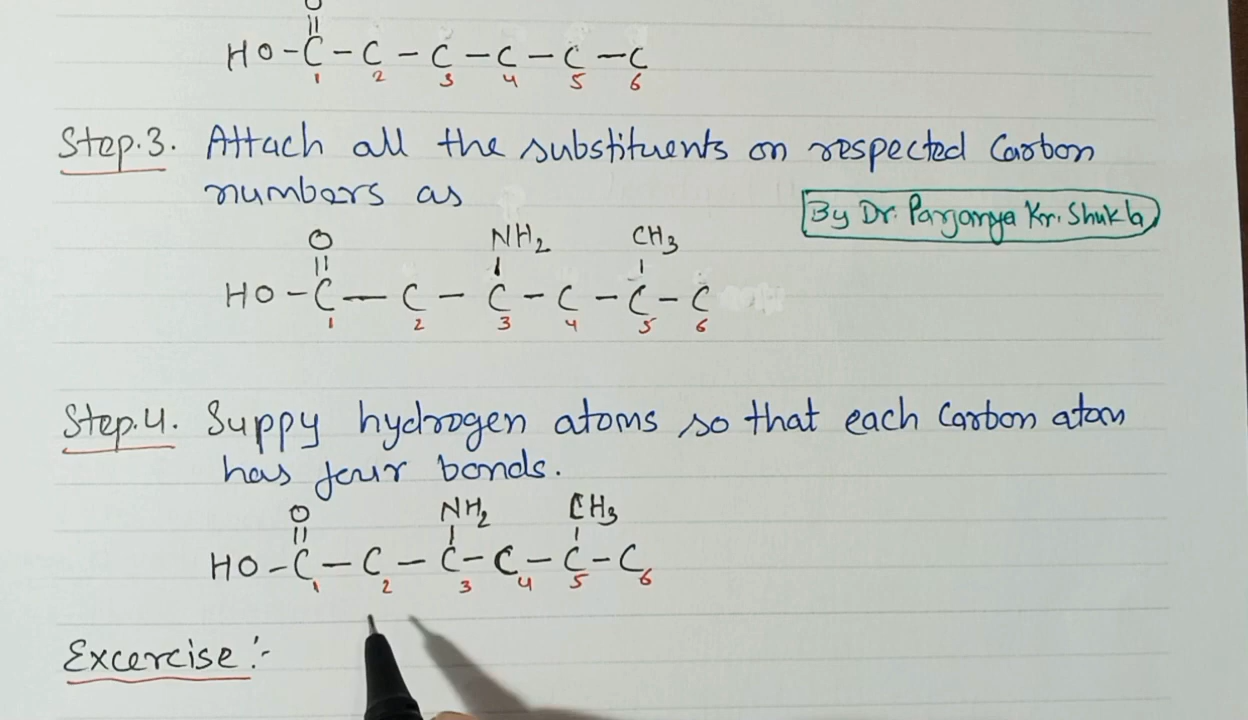 O
||
HO-C-C-C-C-C-C
1 2 3 4 5 6
Step.3. Attach all the substituents on respected Carbon
numbers as
By Dr. Parjanya Kr. Shukla
O NH₂ CH₃
|| | |
HO-C-C-C-C-C-C
1 2 3 4 5 6
Step.4. Suppy hydrogen atoms so that each Carbon atom
has four bonds.
O NH₂ CH₃
|| | |
HO-C-C-C-C-C-C
1 2 3 4 5 6
Excercise:-